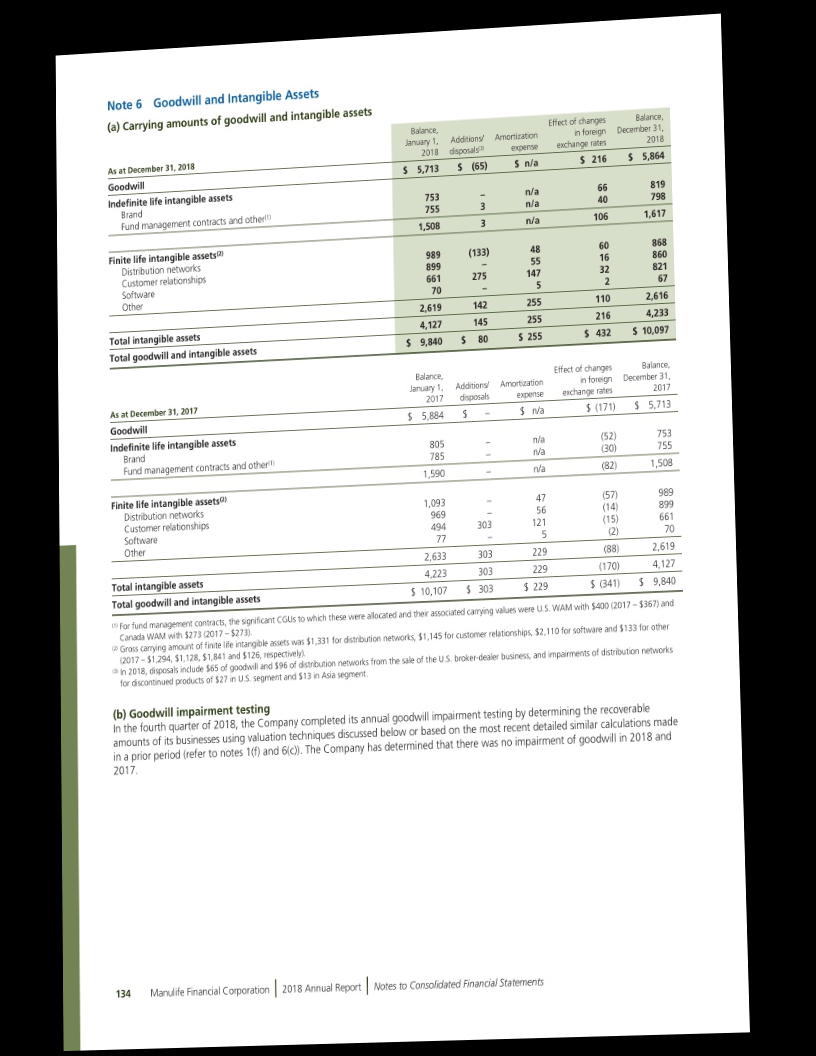 Note 6 Goodwill and Intangible Assets
(a) Carrying amounts of goodwill and intangible assets
As at December 31, 2018 Balance, January 1, 2018 Additions/ disposals(3) Amortization expense Effect of changes in foreign exchange rates Balance, December 31, 2018
Goodwill $ 5,713 $ (65) $ n/a $ 216 $ 5,864
Indefinite life intangible assets
Brand 753 – n/a 66 819
Fund management contracts and other(1) 755 3 n/a 40 798
1,508 3 n/a 106 1,617
Finite life intangible assets(2)
Distribution networks 989 (133) 48 60 868
Customer relationships 899 – 55 16 860
Software 661 275 147 32 821
Other 70 – 5 2 67
2,619 142 255 110 2,616
Total intangible assets 4,127 145 255 216 4,233
Total goodwill and intangible assets $ 9,840 $ 80 $ 255 $ 432 $ 10,097
As at December 31, 2017 Balance, January 1, 2017 Additions/ disposals Amortization expense Effect of changes in foreign exchange rates Balance, December 31, 2017
Goodwill $ 5,884 $ – $ n/a $ (171) $ 5,713
Indefinite life intangible assets
Brand 805 – n/a (52) 753
Fund management contracts and other(1) 785 – n/a (30) 755
1,590 – n/a (82) 1,508
Finite life intangible assets(2)
Distribution networks 1,093 – 47 (57) 989
Customer relationships 969 – 56 (14) 899
Software 494 303 121 (15) 661
Other 77 – 5 (2) 70
2,633 303 229 (88) 2,619
Total intangible assets 4,223 303 229 (170) 4,127
Total goodwill and intangible assets $ 10,107 $ 303 $ 229 $ (341) $ 9,840
(1) For fund management contracts, the significant CGUs to which these were allocated and their associated carrying values were U.S. WAM with $400 (2017 – $367) and
Canada WAM with $273 (2017 – $273).
(2) Gross carrying amount of finite life intangible assets was $1,331 for distribution networks, $1,145 for customer relationships, $2,110 for software and $133 for other
(2017 – $1,294, $1,128, $1,841 and $126, respectively).
(3) In 2018, disposals include $65 of goodwill and $96 of distribution networks from the sale of the U.S. broker-dealer business, and impairments of distribution networks
for discontinued products of $27 in U.S. segment and $13 in Asia segment.
(b) Goodwill impairment testing
In the fourth quarter of 2018, the Company completed its annual goodwill impairment testing by determining the recoverable
amounts of its businesses using valuation techniques discussed below or based on the most recent detailed similar calculations made
in a prior period (refer to notes 1(f) and 6(c)). The Company has determined that there was no impairment of goodwill in 2018 and
2017.
134 Manulife Financial Corporation | 2018 Annual Report | Notes to Consolidated Financial Statements